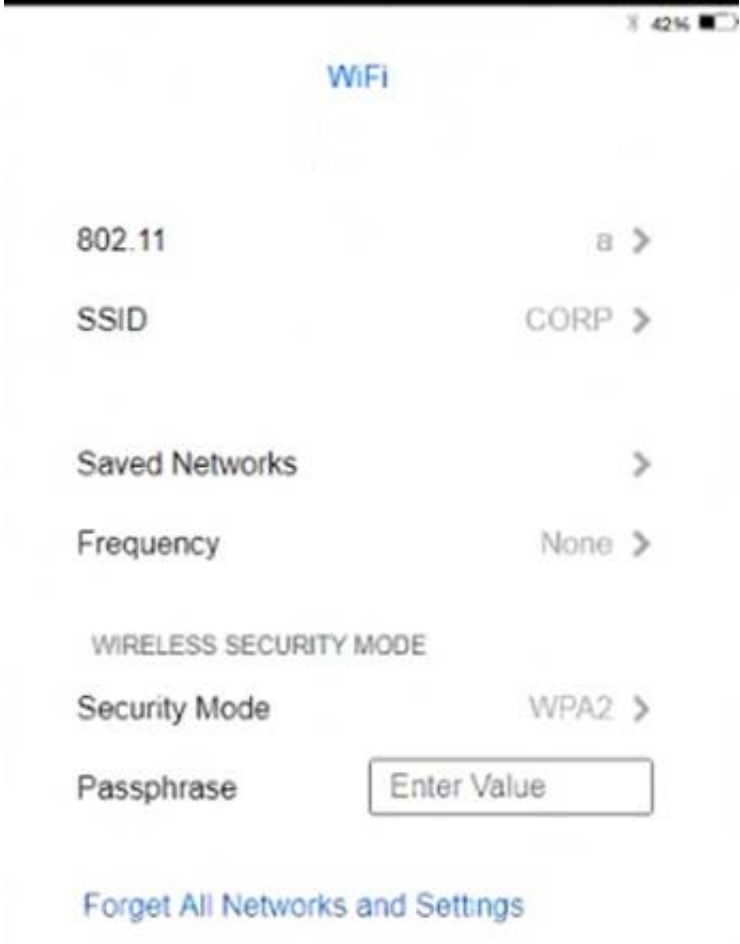 42%
WiFi
802.11 a
SSID CORP
Saved Networks
Frequency None
WIRELESS SECURITY MODE
Security Mode WPA2
Passphrase Enter Value
Forget All Networks and Settings